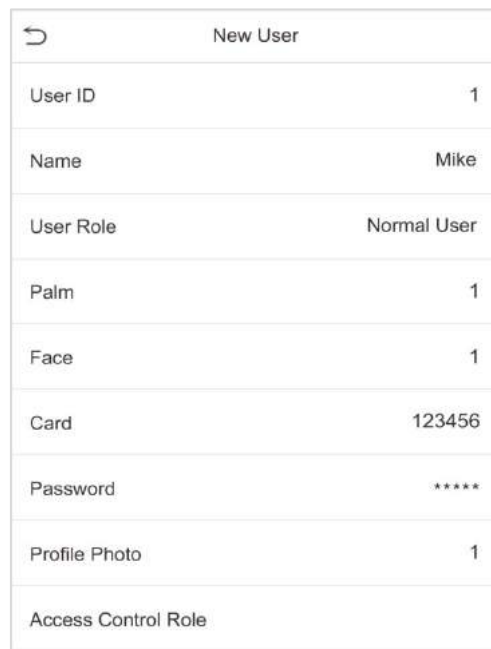 New User
User ID 1
Name Mike
User Role Normal User
Palm 1
Face 1
Card 123456
Password *****
Profile Photo 1
Access Control Role